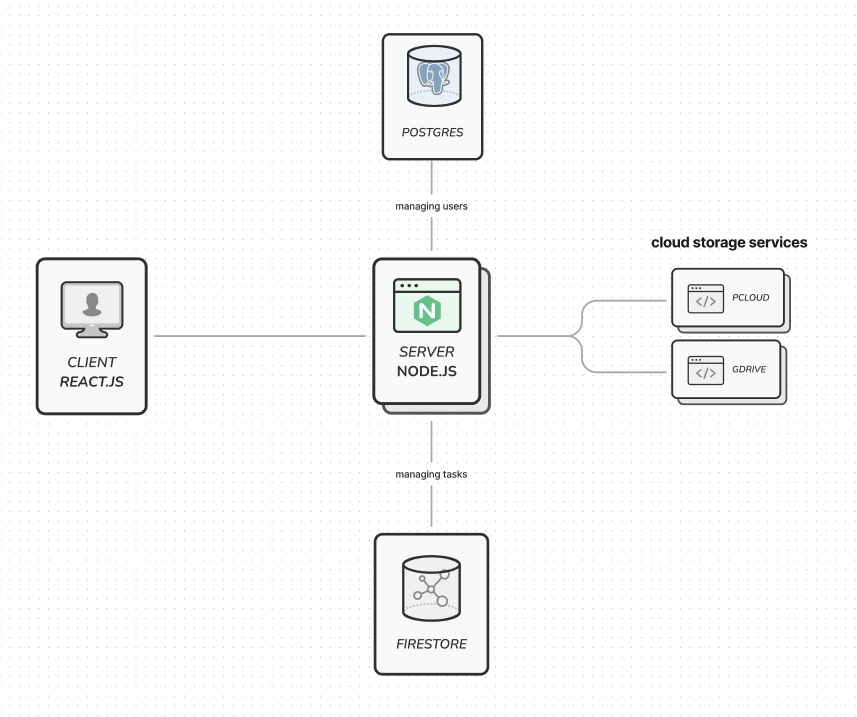 POSTGRES
managing users
cloud storage services
CLIENT
REACT.JS
N
SERVER
NODE.JS
</>
PCLOUD
</>
GDRIVE
managing tasks
FIRESTORE